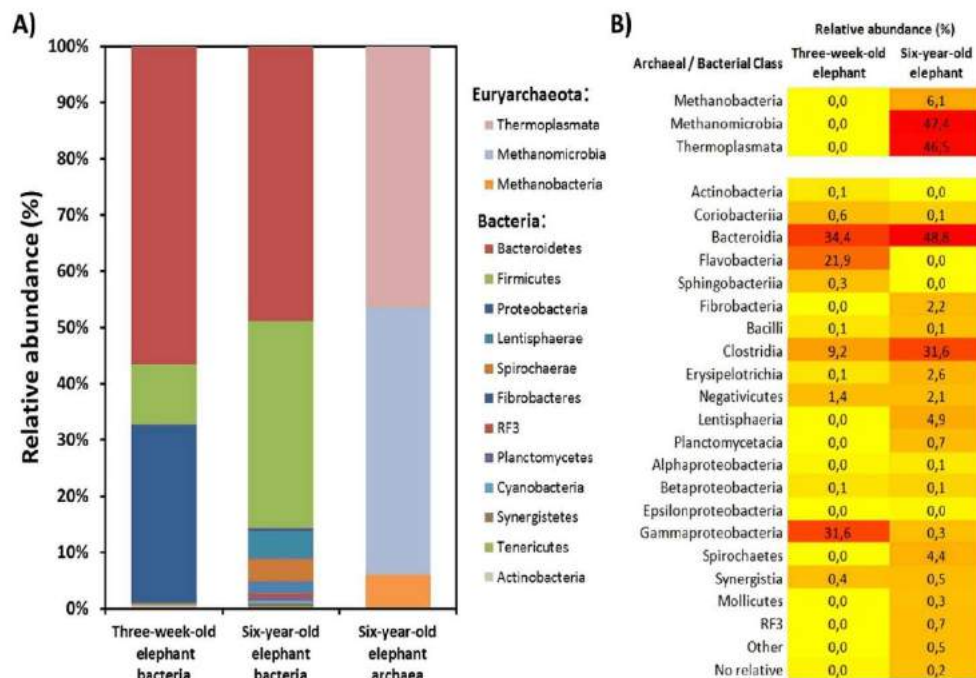 A)
100%
90%
80%
70%
60%
50%
40%
30%
20%
10%
0%
Relative abundance (%)
Three-week-old
elephant
bacteria
Six-year-old
elephant
bacteria
Six-year-old
elephant
archaea
Euryarchaeota:
Thermoplasmata
Methanomicrobia
Methanobacteria
Bacteria:
Bacteroidetes
Firmicutes
Proteobacteria
Lentisphaerae
Spirochaerae
Fibrobacteres
RF3
Planctomycetes
Cyanobacteria
Synergistetes
Tenericutes
Actinobacteria
B)
Relative abundance (%)
Archaeal / Bacterial Class Three-week-old elephant Six-year-old elephant
Methanobacteria 0,0 6,1
Methanomicrobia 0,0 47,4
Thermoplasmata 0,0 46,5
Actinobacteria 0,1 0,0
Coriobacteriia 0,6 0,1
Bacteroidia 34,4 48,8
Flavobacteria 21,9 0,0
Sphingobacteriia 0,3 0,0
Fibrobacteria 0,0 2,2
Bacilli 0,1 0,1
Clostridia 9,2 31,6
Erysipelotrichia 0,1 2,6
Negativicutes 1,4 2,1
Lentisphaeria 0,0 4,9
Planctomycetacia 0,0 0,7
Alphaproteobacteria 0,0 0,1
Betaproteobacteria 0,1 0,1
Epsilonproteobacteria 0,0 0,0
Gammaproteobacteria 31,6 0,3
Spirochaetes 0,0 4,4
Synergistia 0,4 0,5
Mollicutes 0,0 0,3
RF3 0,0 0,7
Other 0,0 0,5
No relative 0,0 0,2